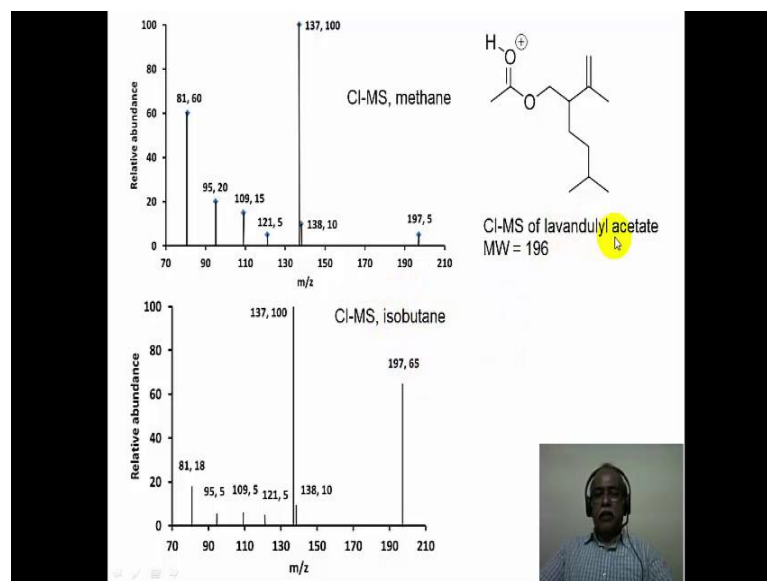 100
80
60
40
20
0
Relative abundance
137, 100
81, 60
95, 20
109, 15
121, 5
138, 10
197, 5
CI-MS, methane
70 90 110 130 150 170 190 210
m/z
H
O
⊕
O
CI-MS of lavandulyl acetate
MW = 196
100
80
60
40
20
0
Relative abundance
137, 100
CI-MS, isobutane
197, 65
81, 18
95, 5
109, 5
121, 5
138, 10
70 90 110 130 150 170 190 210
m/z